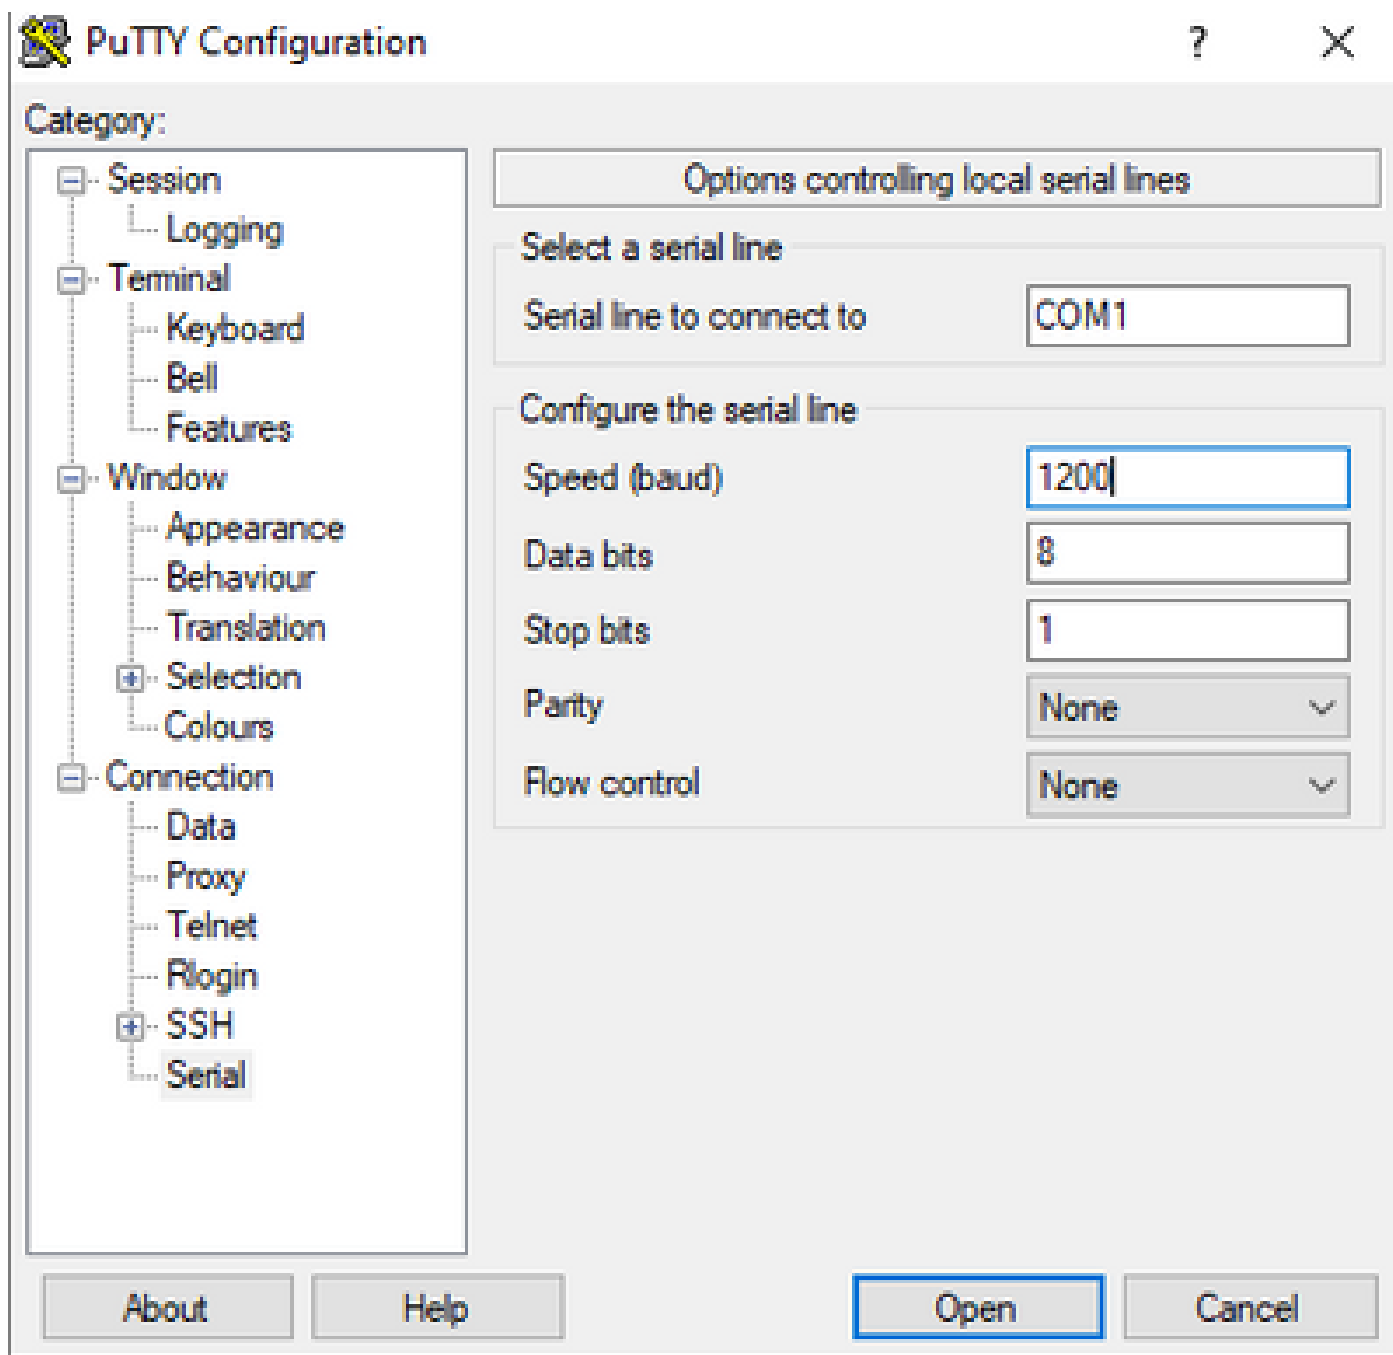 PuTTY Configuration
?
Category:
Session
Logging
Terminal
Keyboard
Bell
Features
Window
Appearance
Behaviour
Translation
Selection
Colours
Connection
Data
Proxy
Telnet
Rlogin
SSH
Serial
Options controlling local serial lines
Select a serial line
Serial line to connect to COM1
Configure the serial line
Speed (baud) 1200
Data bits 8
Stop bits 1
Parity None
Flow control None
About Help Open Cancel